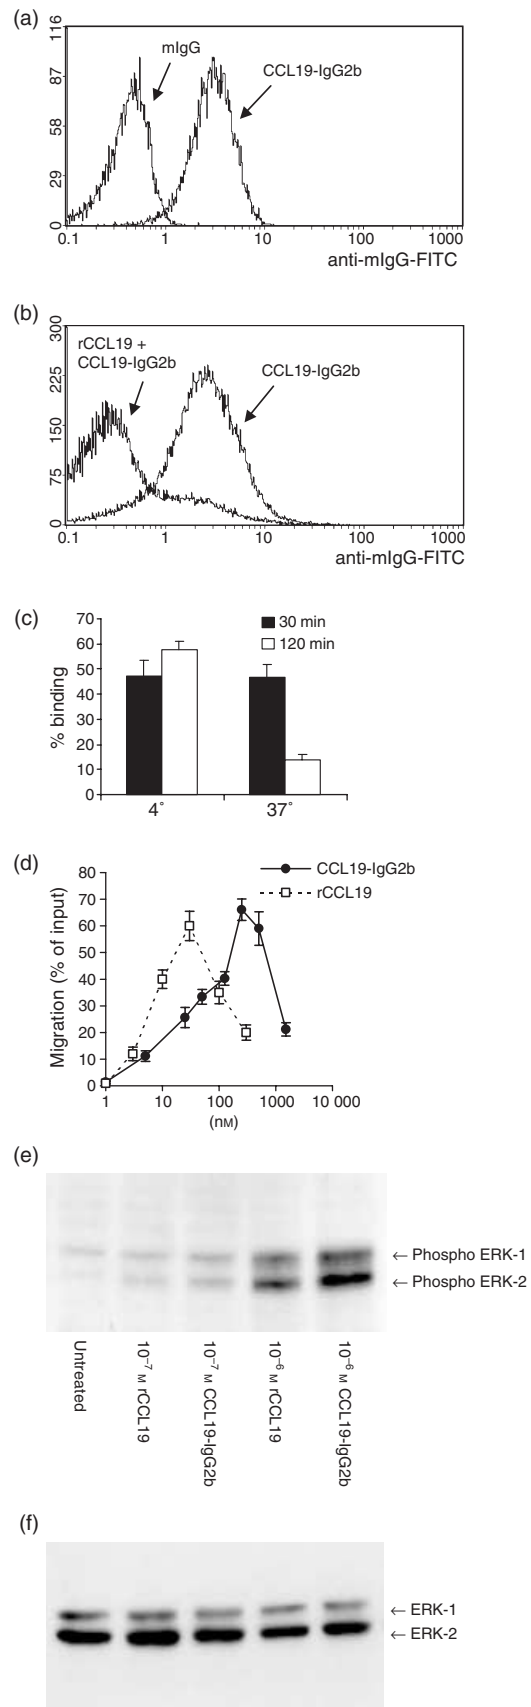 (a)
116
87
58
29
0
mIgG
CCL19-IgG2b
0.1 1 10 100 1000
anti-mIgG-FITC
(b)
300
225
150
75
0
rCCL19 +
CCL19-IgG2b
CCL19-IgG2b
0.1 1 10 100 1000
anti-mIgG-FITC
(c)
% binding
70
60
50
40
30
20
10
0
30 min
120 min
4° 37°
(d)
Migration (% of input)
80
70
60
50
40
30
20
10
0
CCL19-IgG2b
rCCL19
1 10 100 1000 10 000
(nM)
(e)
← Phospho ERK-1
← Phospho ERK-2
Untreated
10⁻⁷ M rCCL19
10⁻⁷ M CCL19-IgG2b
10⁻⁶ M rCCL19
10⁻⁶ M CCL19-IgG2b
(f)
← ERK-1
← ERK-2